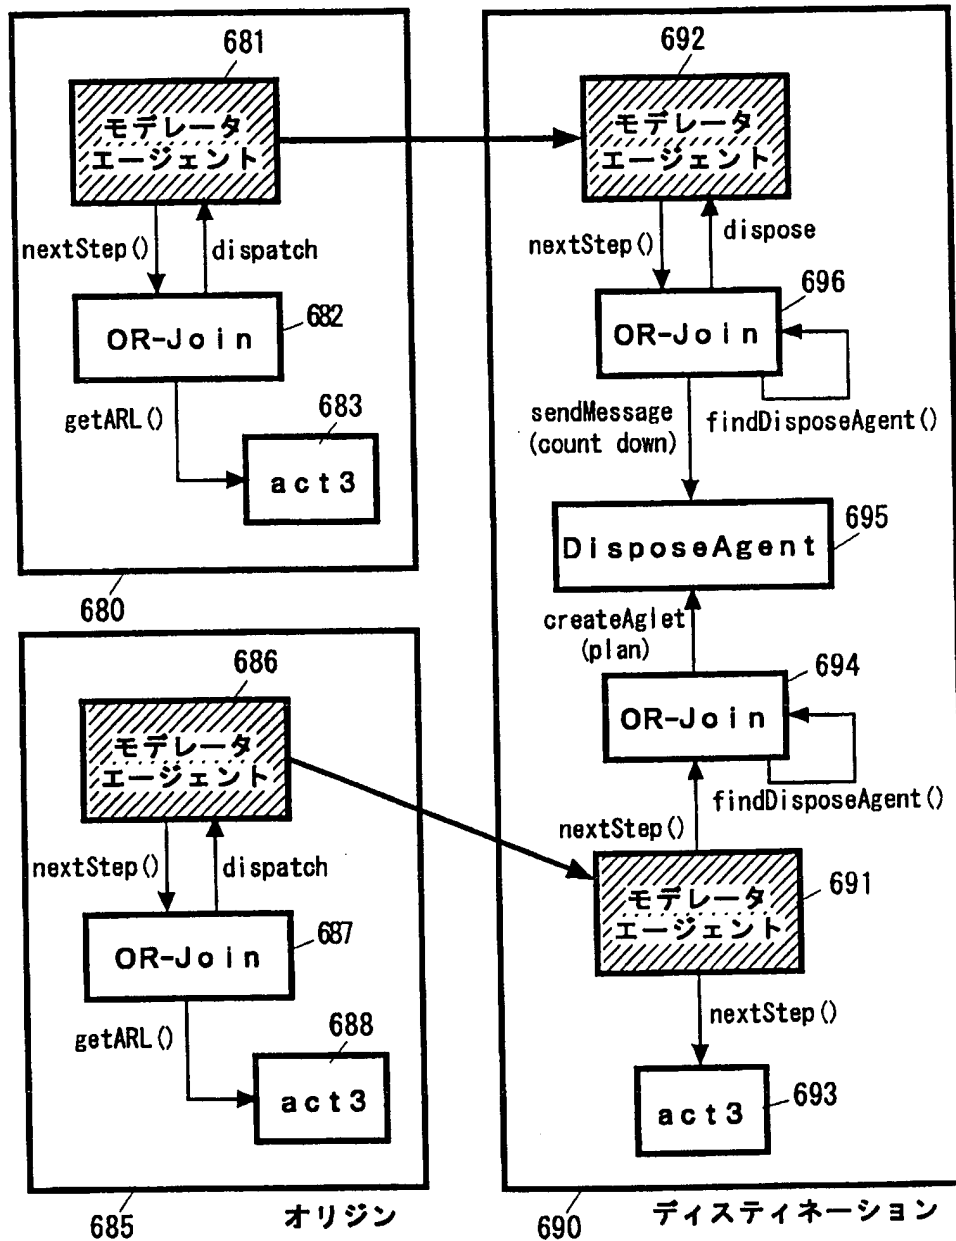 681
モデレータ
エージェント
nextStep()
dispatch
OR-Join
682
getARL()
683
act3
680
686
モデレータ
エージェント
nextStep()
dispatch
OR-Join
687
getARL()
688
act3
685
オリジン
692
モデレータ
エージェント
nextStep()
dispose
696
OR-Join
sendMessage
(count down)
findDisposeAgent()
DisposeAgent
695
createAglet
(plan)
694
OR-Join
findDisposeAgent()
nextStep()
モデレータ
エージェント
691
nextStep()
act3
693
690
ディスティネーション